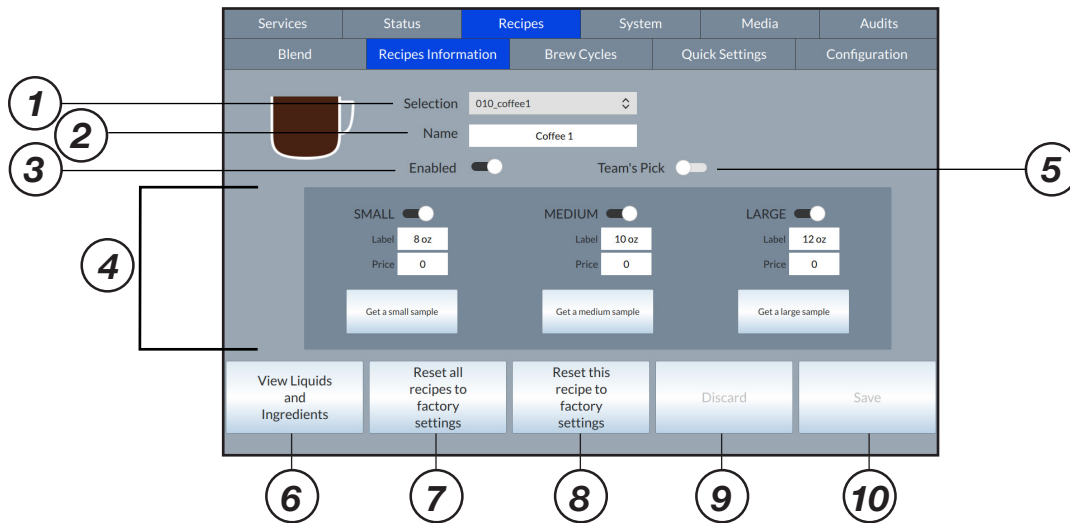 Services Status Recipes System Media Audits
Blend Recipes Information Brew Cycles Quick Settings Configuration
1 Selection 010_coffee1
2 Name Coffee 1
3 Enabled Team's Pick 5
4
SMALL MEDIUM LARGE
Label 8 oz Label 10 oz Label 12 oz
Price 0 Price 0 Price 0
Get a small sample Get a medium sample Get a large sample
View Liquids
and
Ingredients
Reset all
recipes to
factory
settings
Reset this
recipe to
factory
settings
Discard
Save
6 7 8 9 10